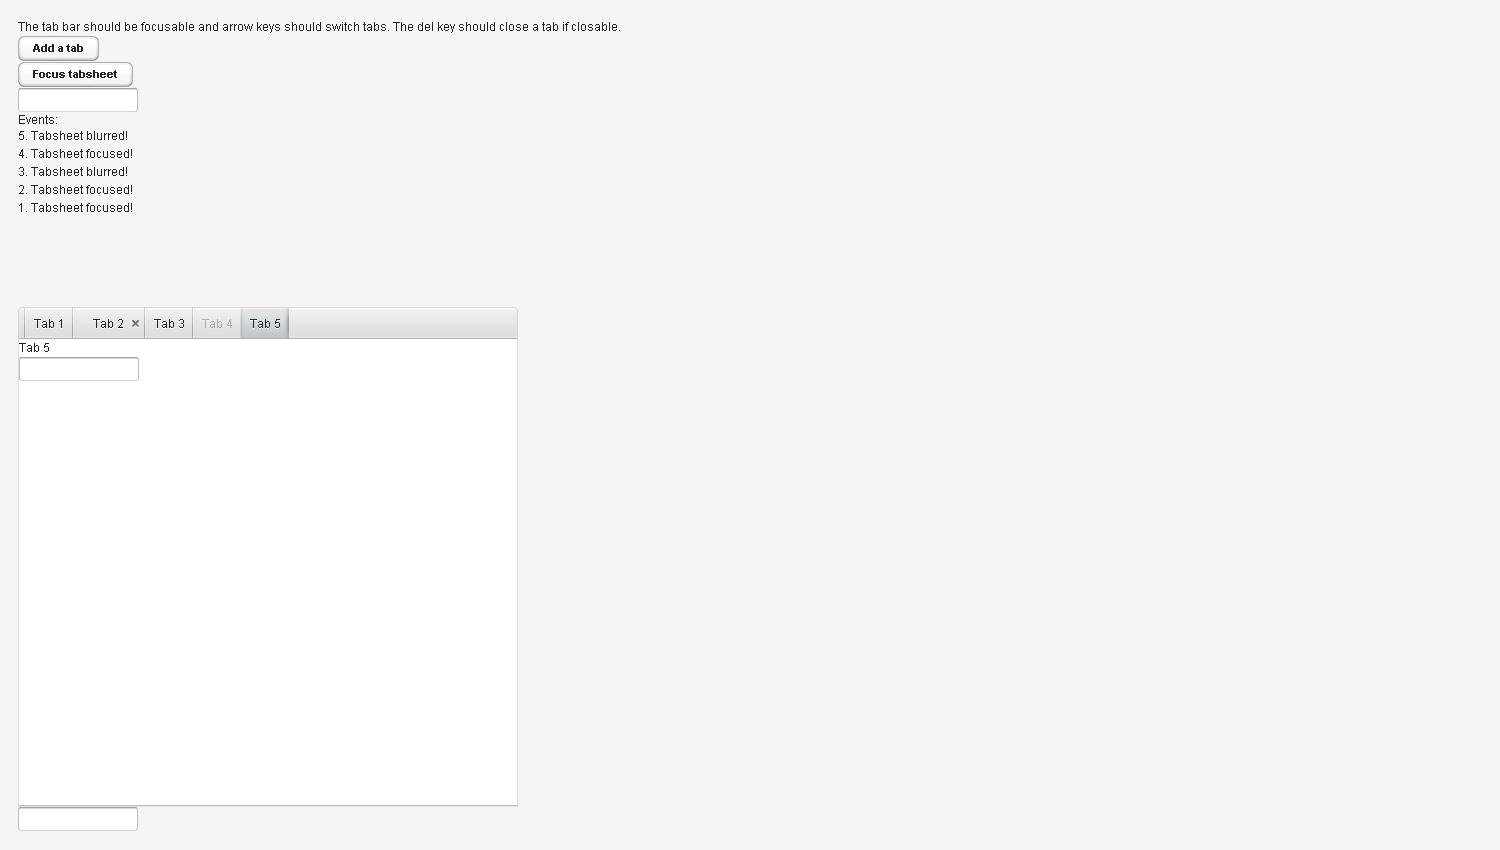 The tab bar should be focusable and arrow keys should switch tabs. The del key should close a tab if closable.
Add a tab
Focus tabsheet
Events:
5. Tabsheet blurred!
4. Tabsheet focused!
3. Tabsheet blurred!
2. Tabsheet focused!
1. Tabsheet focused!
Tab 1 Tab 2 × Tab 3 Tab 4 Tab 5
Tab 5